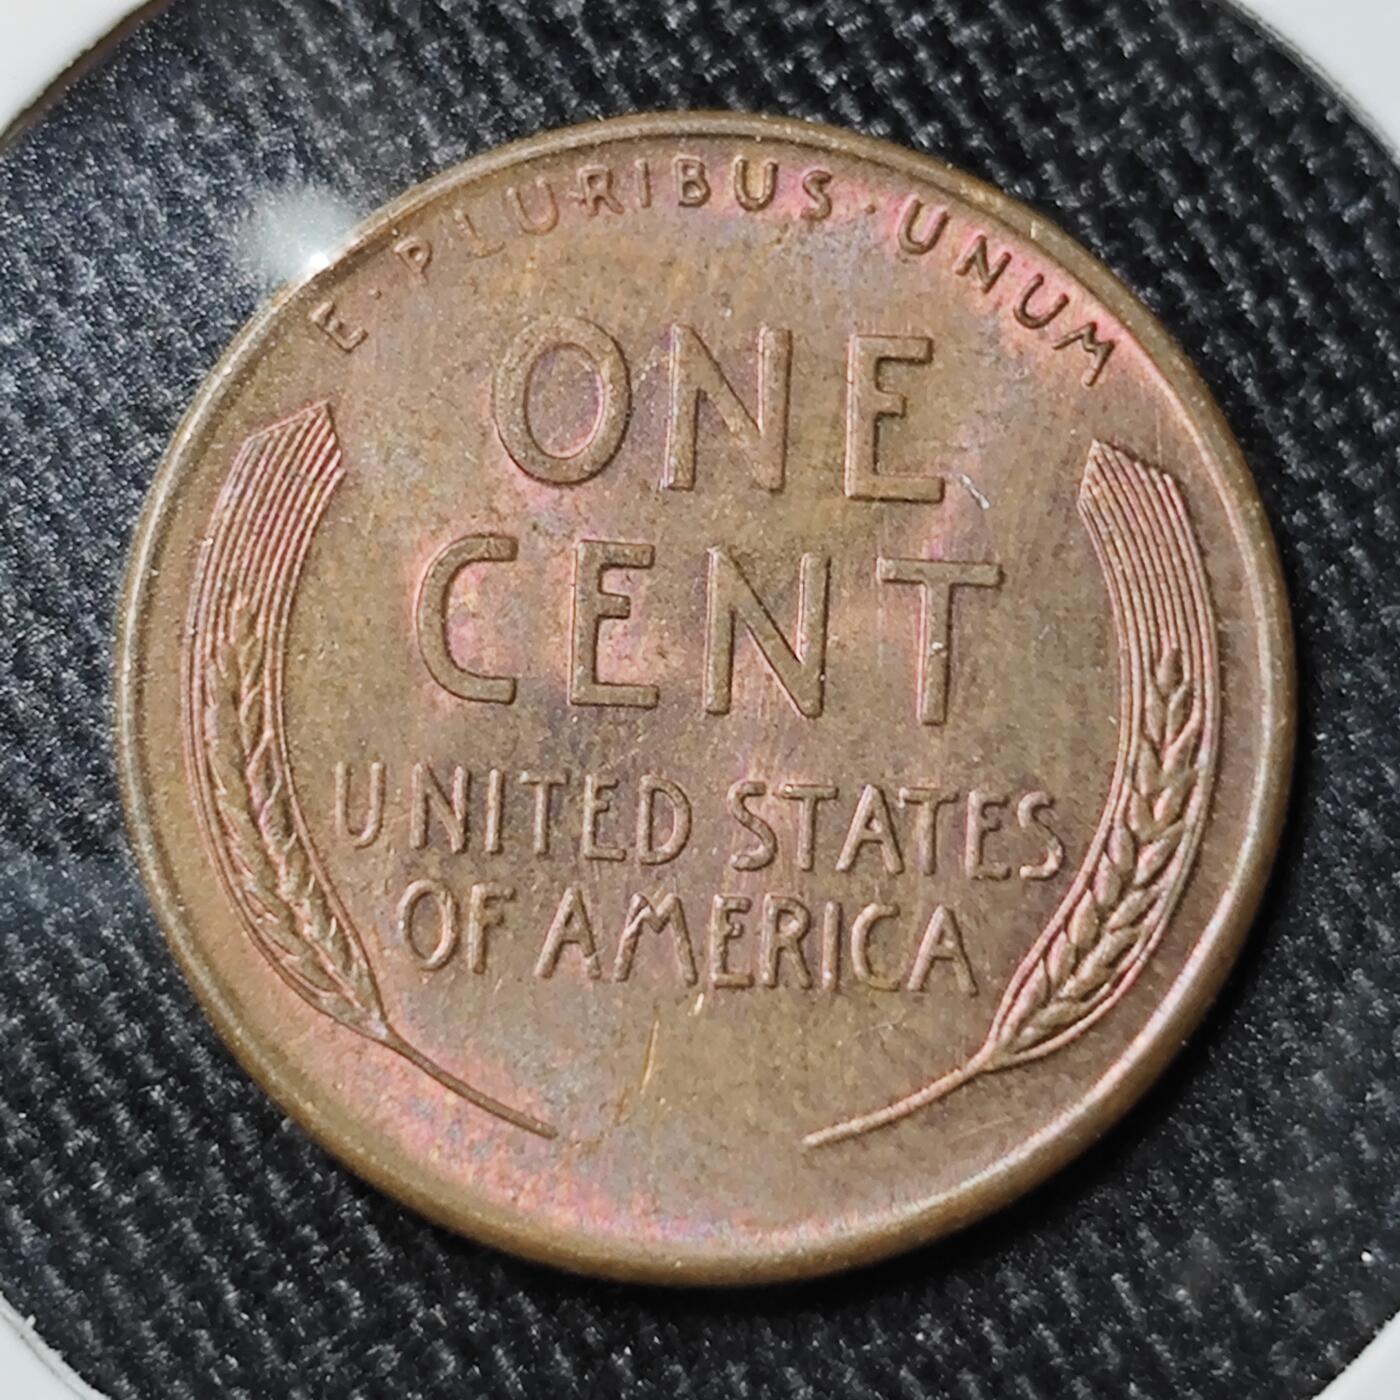 E·PLURIBUS·UNUM
ONE
CENT
UNITED STATES
OF AMERICA